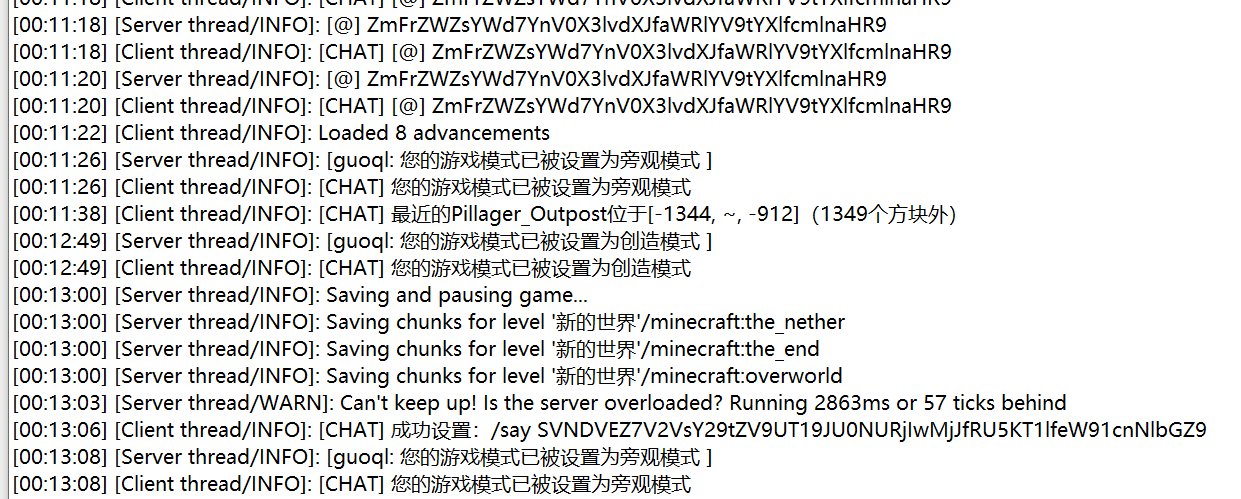 [00:11:18] [Client thread/INFO]: [CHAT] [@] ZmFrZWZsYWd7YnV0X3lvdXJfaWRlYV9tYXlfcmlnaHR9
[00:11:18] [Server thread/INFO]: [@] ZmFrZWZsYWd7YnV0X3lvdXJfaWRlYV9tYXlfcmlnaHR9
[00:11:18] [Client thread/INFO]: [CHAT] [@] ZmFrZWZsYWd7YnV0X3lvdXJfaWRlYV9tYXlfcmlnaHR9
[00:11:20] [Server thread/INFO]: [@] ZmFrZWZsYWd7YnV0X3lvdXJfaWRlYV9tYXlfcmlnaHR9
[00:11:20] [Client thread/INFO]: [CHAT] [@] ZmFrZWZsYWd7YnV0X3lvdXJfaWRlYV9tYXlfcmlnaHR9
[00:11:22] [Client thread/INFO]: Loaded 8 advancements
[00:11:26] [Server thread/INFO]: [guoql: 您的游戏模式已被设置为旁观模式 ]
[00:11:26] [Client thread/INFO]: [CHAT] 您的游戏模式已被设置为旁观模式
[00:11:38] [Client thread/INFO]: [CHAT] 最近的Pillager_Outpost位于[-1344, ~, -912]（1349个方块外）
[00:12:49] [Server thread/INFO]: [guoql: 您的游戏模式已被设置为创造模式 ]
[00:12:49] [Client thread/INFO]: [CHAT] 您的游戏模式已被设置为创造模式
[00:13:00] [Server thread/INFO]: Saving and pausing game...
[00:13:00] [Server thread/INFO]: Saving chunks for level '新的世界'/minecraft:the_nether
[00:13:00] [Server thread/INFO]: Saving chunks for level '新的世界'/minecraft:the_end
[00:13:00] [Server thread/INFO]: Saving chunks for level '新的世界'/minecraft:overworld
[00:13:03] [Server thread/WARN]: Can't keep up! Is the server overloaded? Running 2863ms or 57 ticks behind
[00:13:06] [Client thread/INFO]: [CHAT] 成功设置：/say SVNDVEZ7V2VsY29tZV9UT19JU0NURjIwMjJfRU5KT1lfeW91cnNlbGZ9
[00:13:08] [Server thread/INFO]: [guoql: 您的游戏模式已被设置为旁观模式 ]
[00:13:08] [Client thread/INFO]: [CHAT] 您的游戏模式已被设置为旁观模式